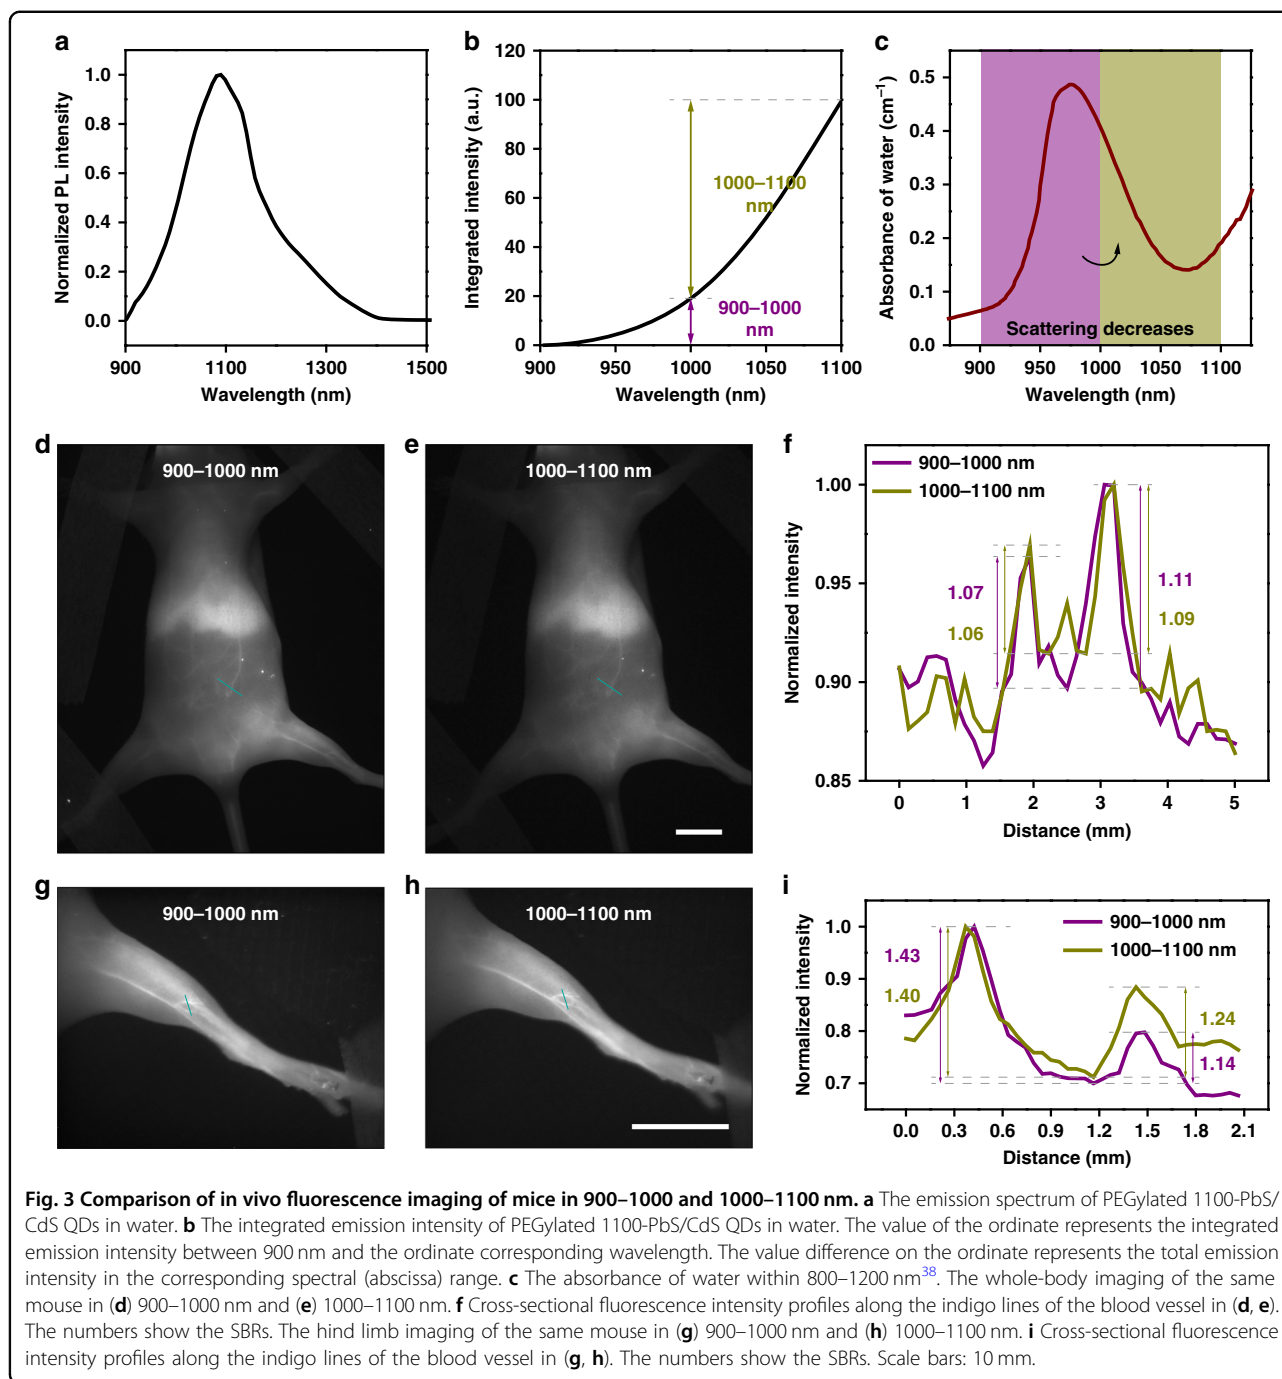 a
Normalized PL intensity
1.0
0.8
0.6
0.4
0.2
0.0
900
1100
1300
1500
Wavelength (nm)
b
Integrated intensity (a.u.)
120
100
80
60
40
20
0
1000–1100
nm
900–1000
nm
900
950
1000
1050
1100
Wavelength (nm)
c
Absorbance of water (cm⁻¹)
0.5
0.4
0.3
0.2
0.1
0.0
Scattering decreases
900
950
1000
1050
1100
Wavelength (nm)
d
900–1000 nm
e
1000–1100 nm
f
Normalized intensity
900–1000 nm
1000–1100 nm
1.00
0.95
0.90
0.85
1.07
1.06
1.11
1.09
0
1
2
3
4
5
Distance (mm)
g
900–1000 nm
h
1000–1100 nm
i
Normalized intensity
900–1000 nm
1000–1100 nm
1.0
0.9
0.8
0.7
1.43
1.40
1.24
1.14
0.0
0.3
0.6
0.9
1.2
1.5
1.8
2.1
Distance (mm)
Fig. 3 Comparison of in vivo fluorescence imaging of mice in 900–1000 and 1000–1100 nm. a The emission spectrum of PEGylated 1100-PbS/
CdS QDs in water. b The integrated emission intensity of PEGylated 1100-PbS/CdS QDs in water. The value of the ordinate represents the integrated
emission intensity between 900 nm and the ordinate corresponding wavelength. The value difference on the ordinate represents the total emission
intensity in the corresponding spectral (abscissa) range. c The absorbance of water within 800–1200 nm³⁸. The whole-body imaging of the same
mouse in (d) 900–1000 nm and (e) 1000–1100 nm. f Cross-sectional fluorescence intensity profiles along the indigo lines of the blood vessel in (d, e).
The numbers show the SBRs. The hind limb imaging of the same mouse in (g) 900–1000 nm and (h) 1000–1100 nm. i Cross-sectional fluorescence
intensity profiles along the indigo lines of the blood vessel in (g, h). The numbers show the SBRs. Scale bars: 10 mm.